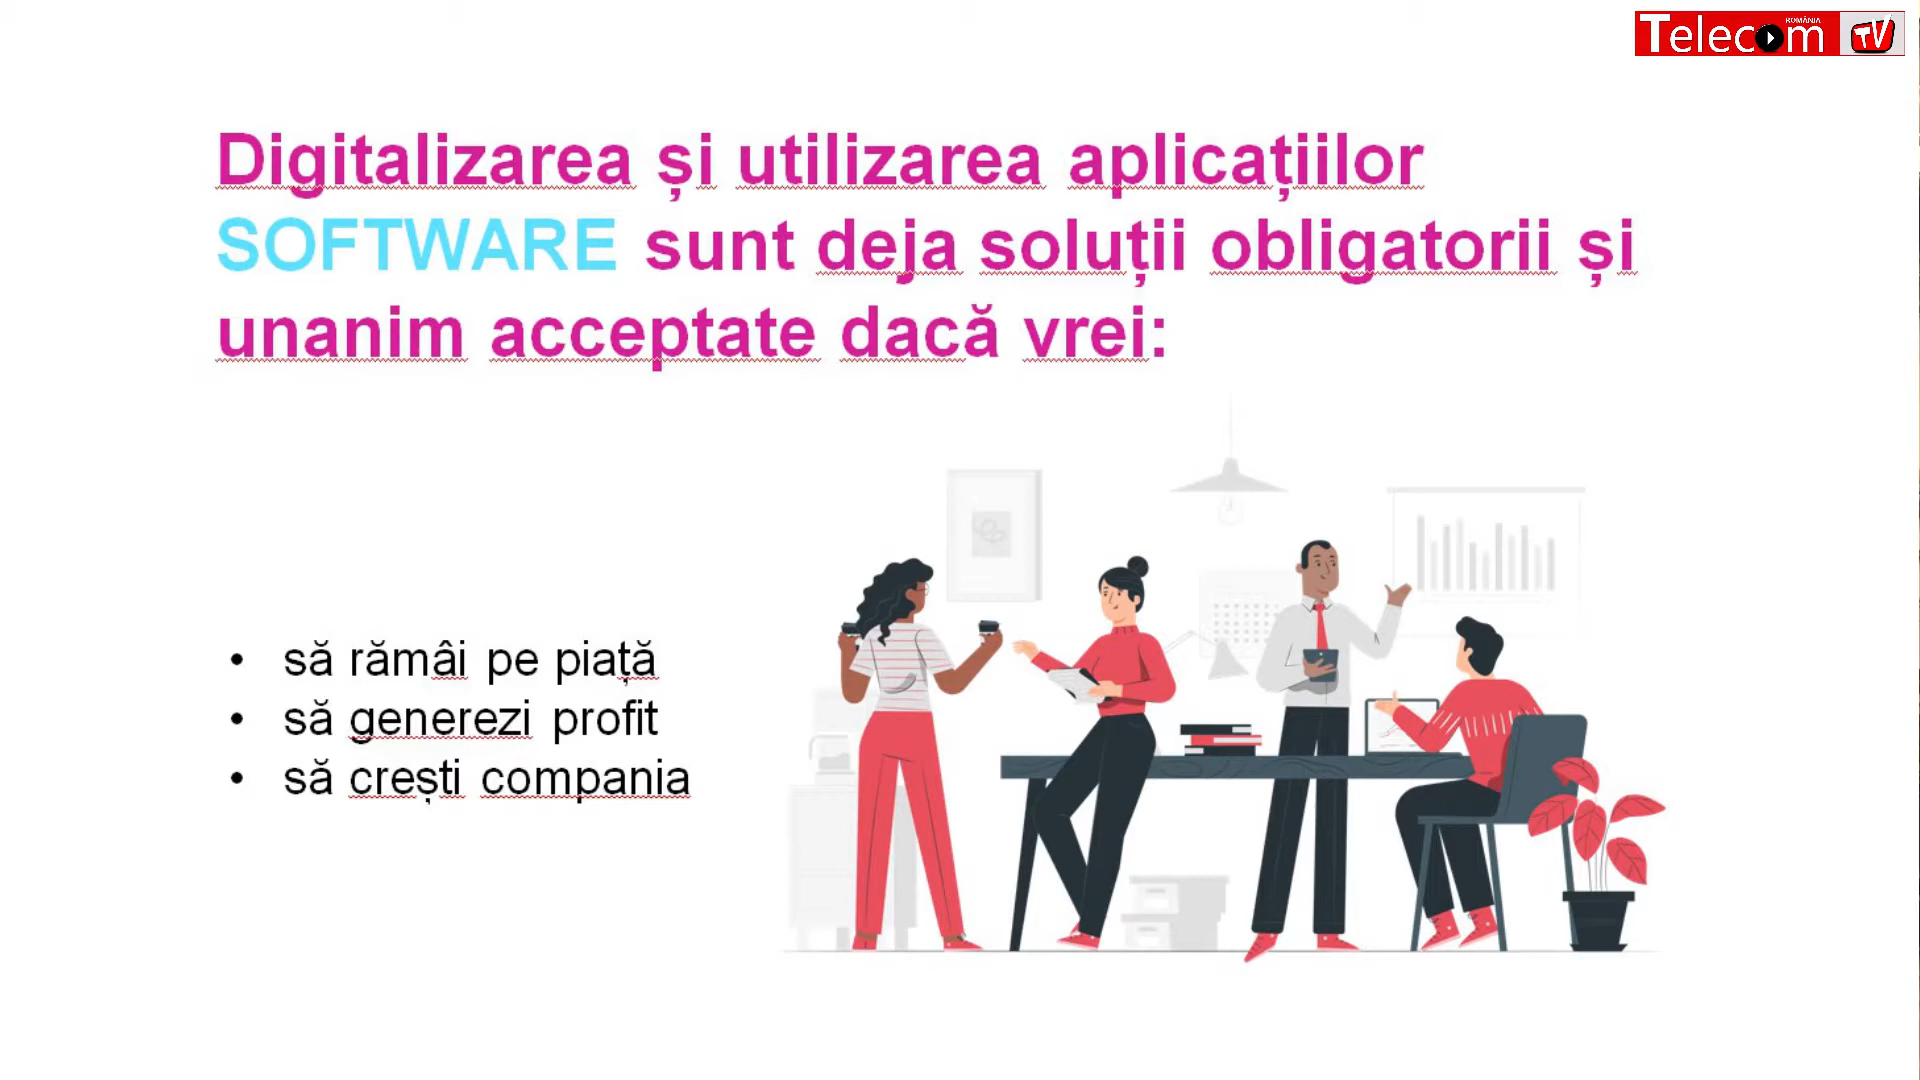 Telecom ROMÂNIA TV
Digitalizarea și utilizarea aplicațiilor
SOFTWARE sunt deja soluții obligatorii și
unanim acceptate dacă vrei:
• să rămâi pe piață
• să generezi profit
• să crești compania